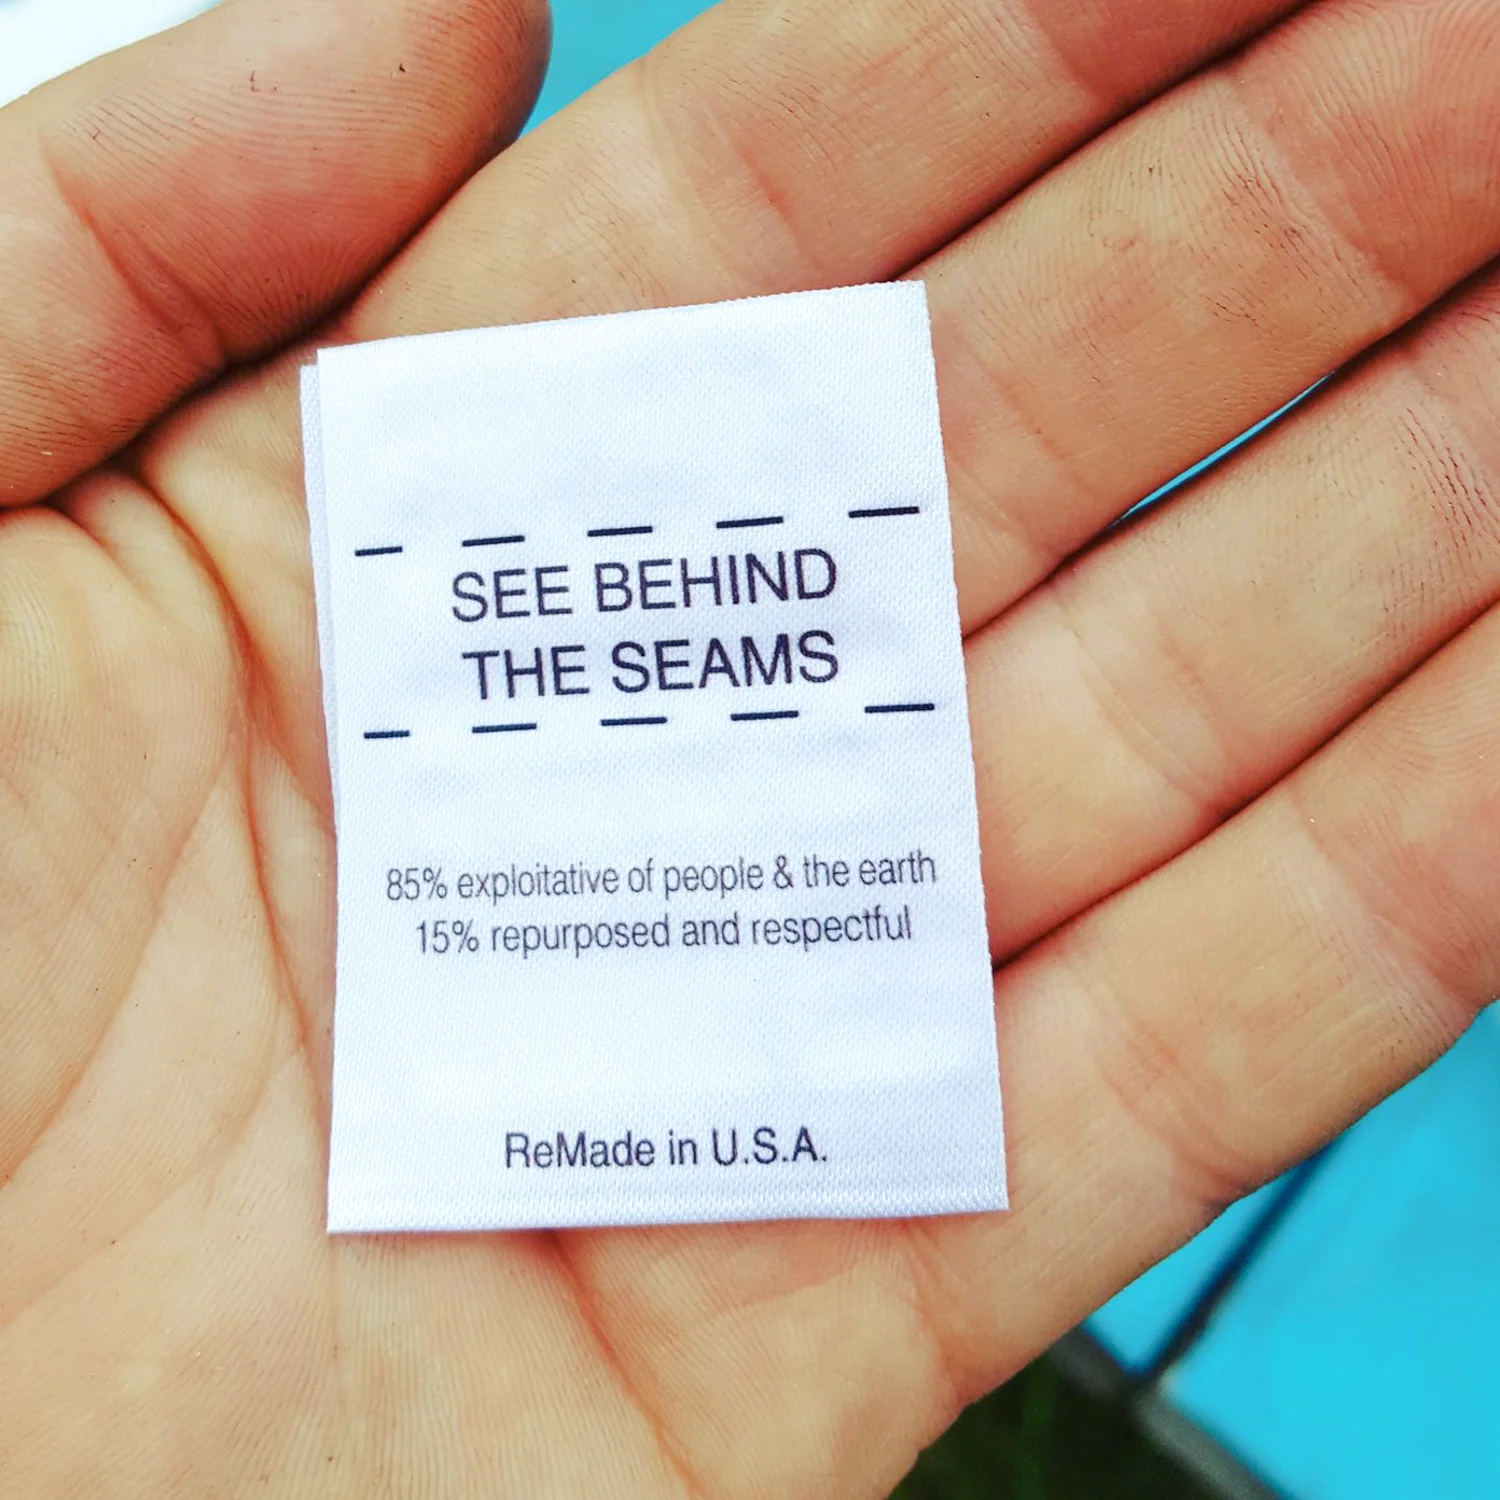 SEE BEHIND
THE SEAMS
85% exploitative of people & the earth
15% repurposed and respectful
ReMade in U.S.A.